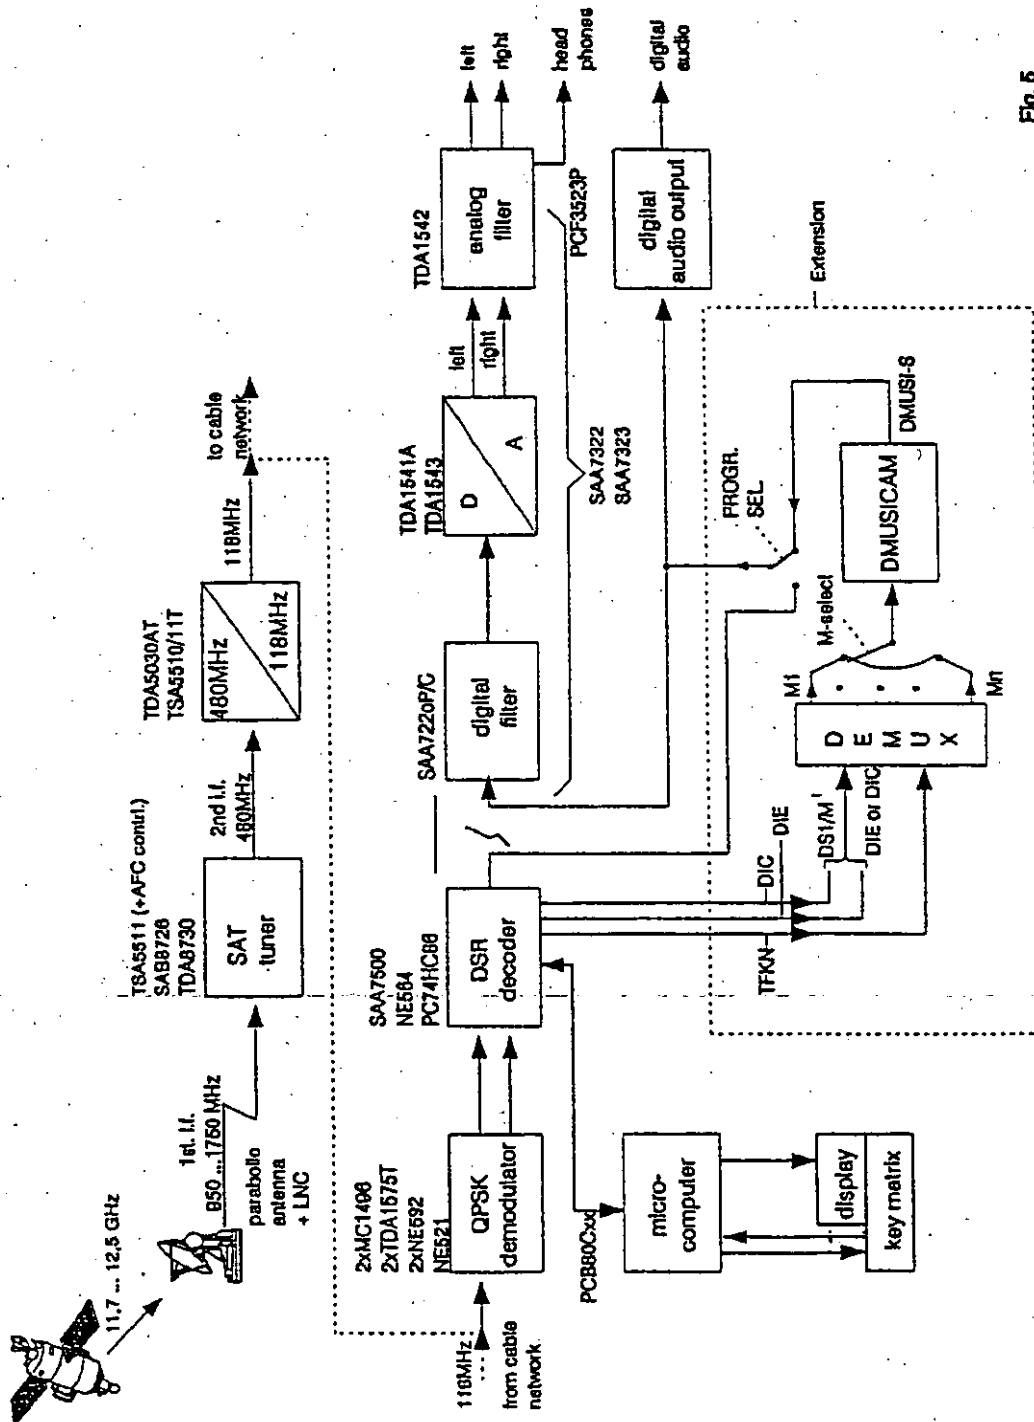 11.7 ... 12.5 GHz
1st. i.f.
950 ...1750 MHz
parabolic
antenna
+ LNC
TSA5511 (+AFC contrl.)
SAB8726
TDA8730
SAT
tuner
2nd i.f.
480MHz
TDA5030AT
TSA5510/11T
480MHz
118MHz
118MHz
to cable
network
118MHz
from cable
network
2xMC1496
2xTDA1575T
2xNE592
NE521
QPSK
demodulator
SAA7500
NE564
PC74HC86
DSR
decoder
SAA722oP/C
digital
filter
TDA1541A
TDA1543
D
A
left
right
TDA1542
analog
filter
left
right
head
phones
SAA7322
SAA7323
PCF3523P
digital
audio output
digital
audio
PCB80Cxx
micro-
computer
display
key matrix
TFKN
DIC
DIE
DS1/M'
DIE or DIC
D
E
M
U
X
M1
Mn
M-select
DMUSICAM
DMUSI-S
PROGR.
SEL.
Extension
Fig. 5